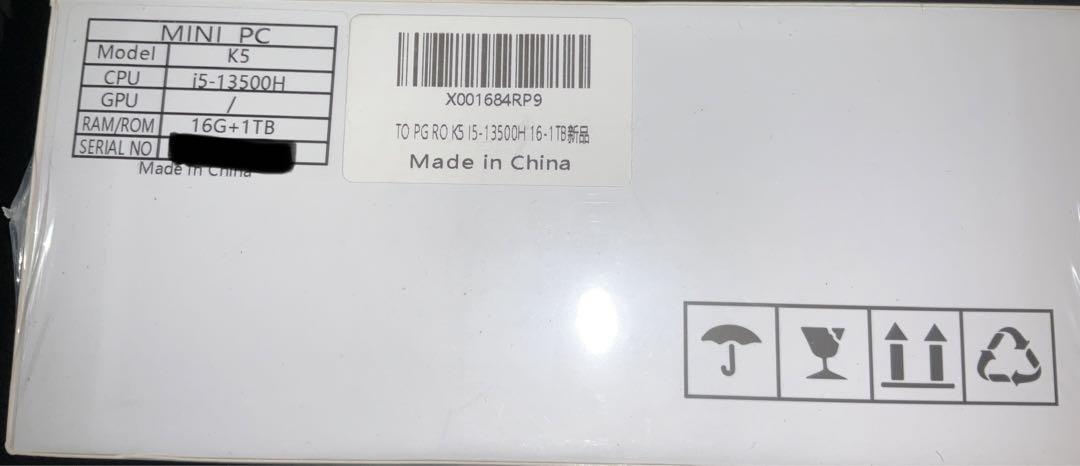 MINI PC
Model K5
CPU i5-13500H
GPU /
RAM/ROM 16G+1TB
SERIAL NO
Made in China
X001684RP9
TO PG RO K5 I5-13500H 16-1TB新品
Made in China